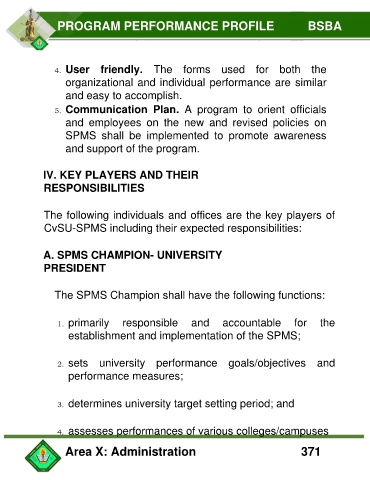 PROGRAM PERFORMANCE PROFILE BSBA
4. User friendly. The forms used for both the
organizational and individual performance are similar
and easy to accomplish.
5. Communication Plan. A program to orient officials
and employees on the new and revised policies on
SPMS shall be implemented to promote awareness
and support of the program.
IV. KEY PLAYERS AND THEIR
RESPONSIBILITIES
The following individuals and offices are the key players of
CvSU-SPMS including their expected responsibilities:
A. SPMS CHAMPION- UNIVERSITY
PRESIDENT
The SPMS Champion shall have the following functions:
1. primarily responsible and accountable for the
establishment and implementation of the SPMS;
2. sets university performance goals/objectives and
performance measures;
3. determines university target setting period; and
4. assesses performances of various colleges/campuses
Area X: Administration 371